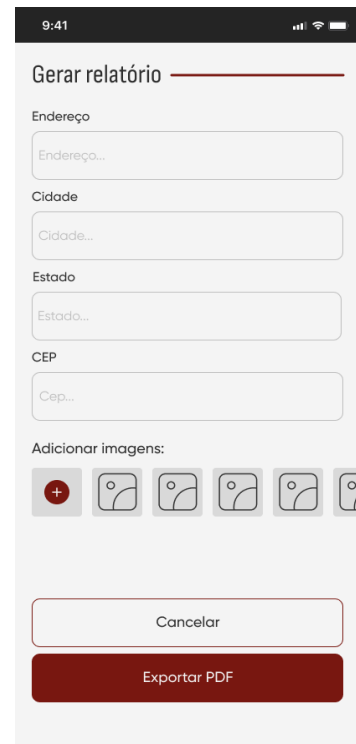 9:41
Gerar relatório
Endereço
Endereço...
Cidade
Cidade...
Estado
Estado...
CEP
Cep...
Adicionar imagens:
Cancelar
Exportar PDF